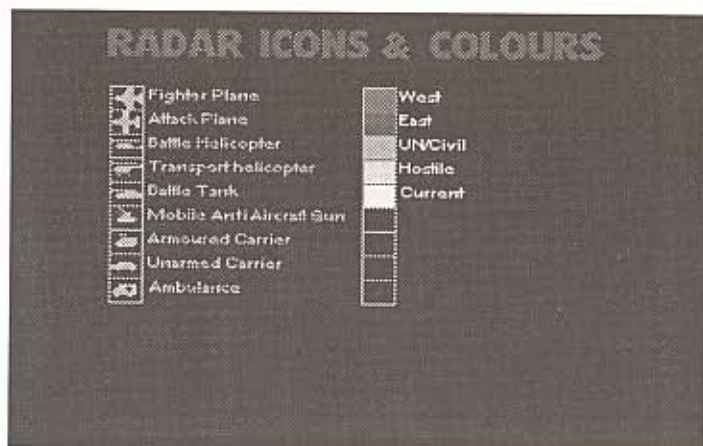 RADAR ICONS & COLOURS
Fighter Plane
Attack Plane
Battle Helicopter
Transport helicopter
Battle Tank
Mobile Anti Aircraft Gun
Armoured Carrier
Unarmed Carrier
Ambulance
West
East
UN/Civil
Hostile
Current